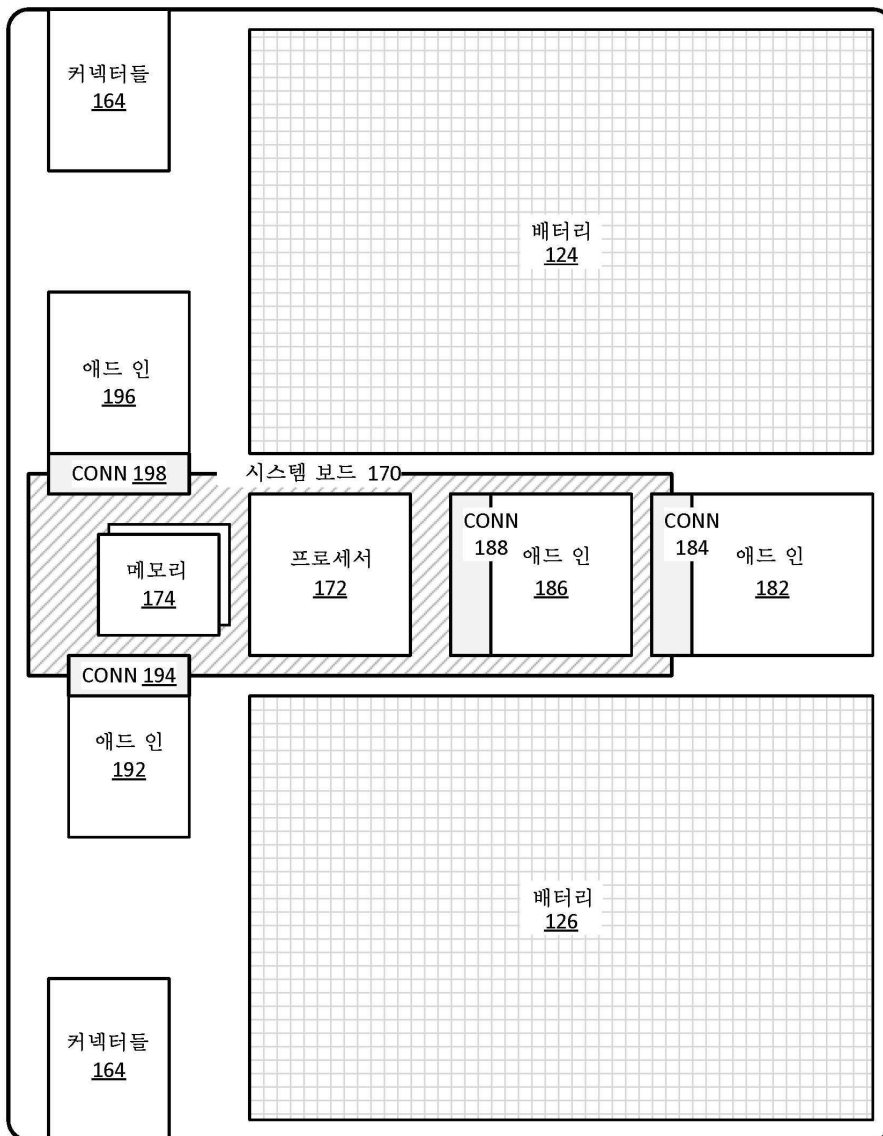 커넥터들
164
배터리
124
애드 인
196
CONN 198
시스템 보드 170
메모리
174
프로세서
172
CONN
188
애드 인
186
CONN
184
애드 인
182
CONN 194
애드 인
192
배터리
126
커넥터들
164